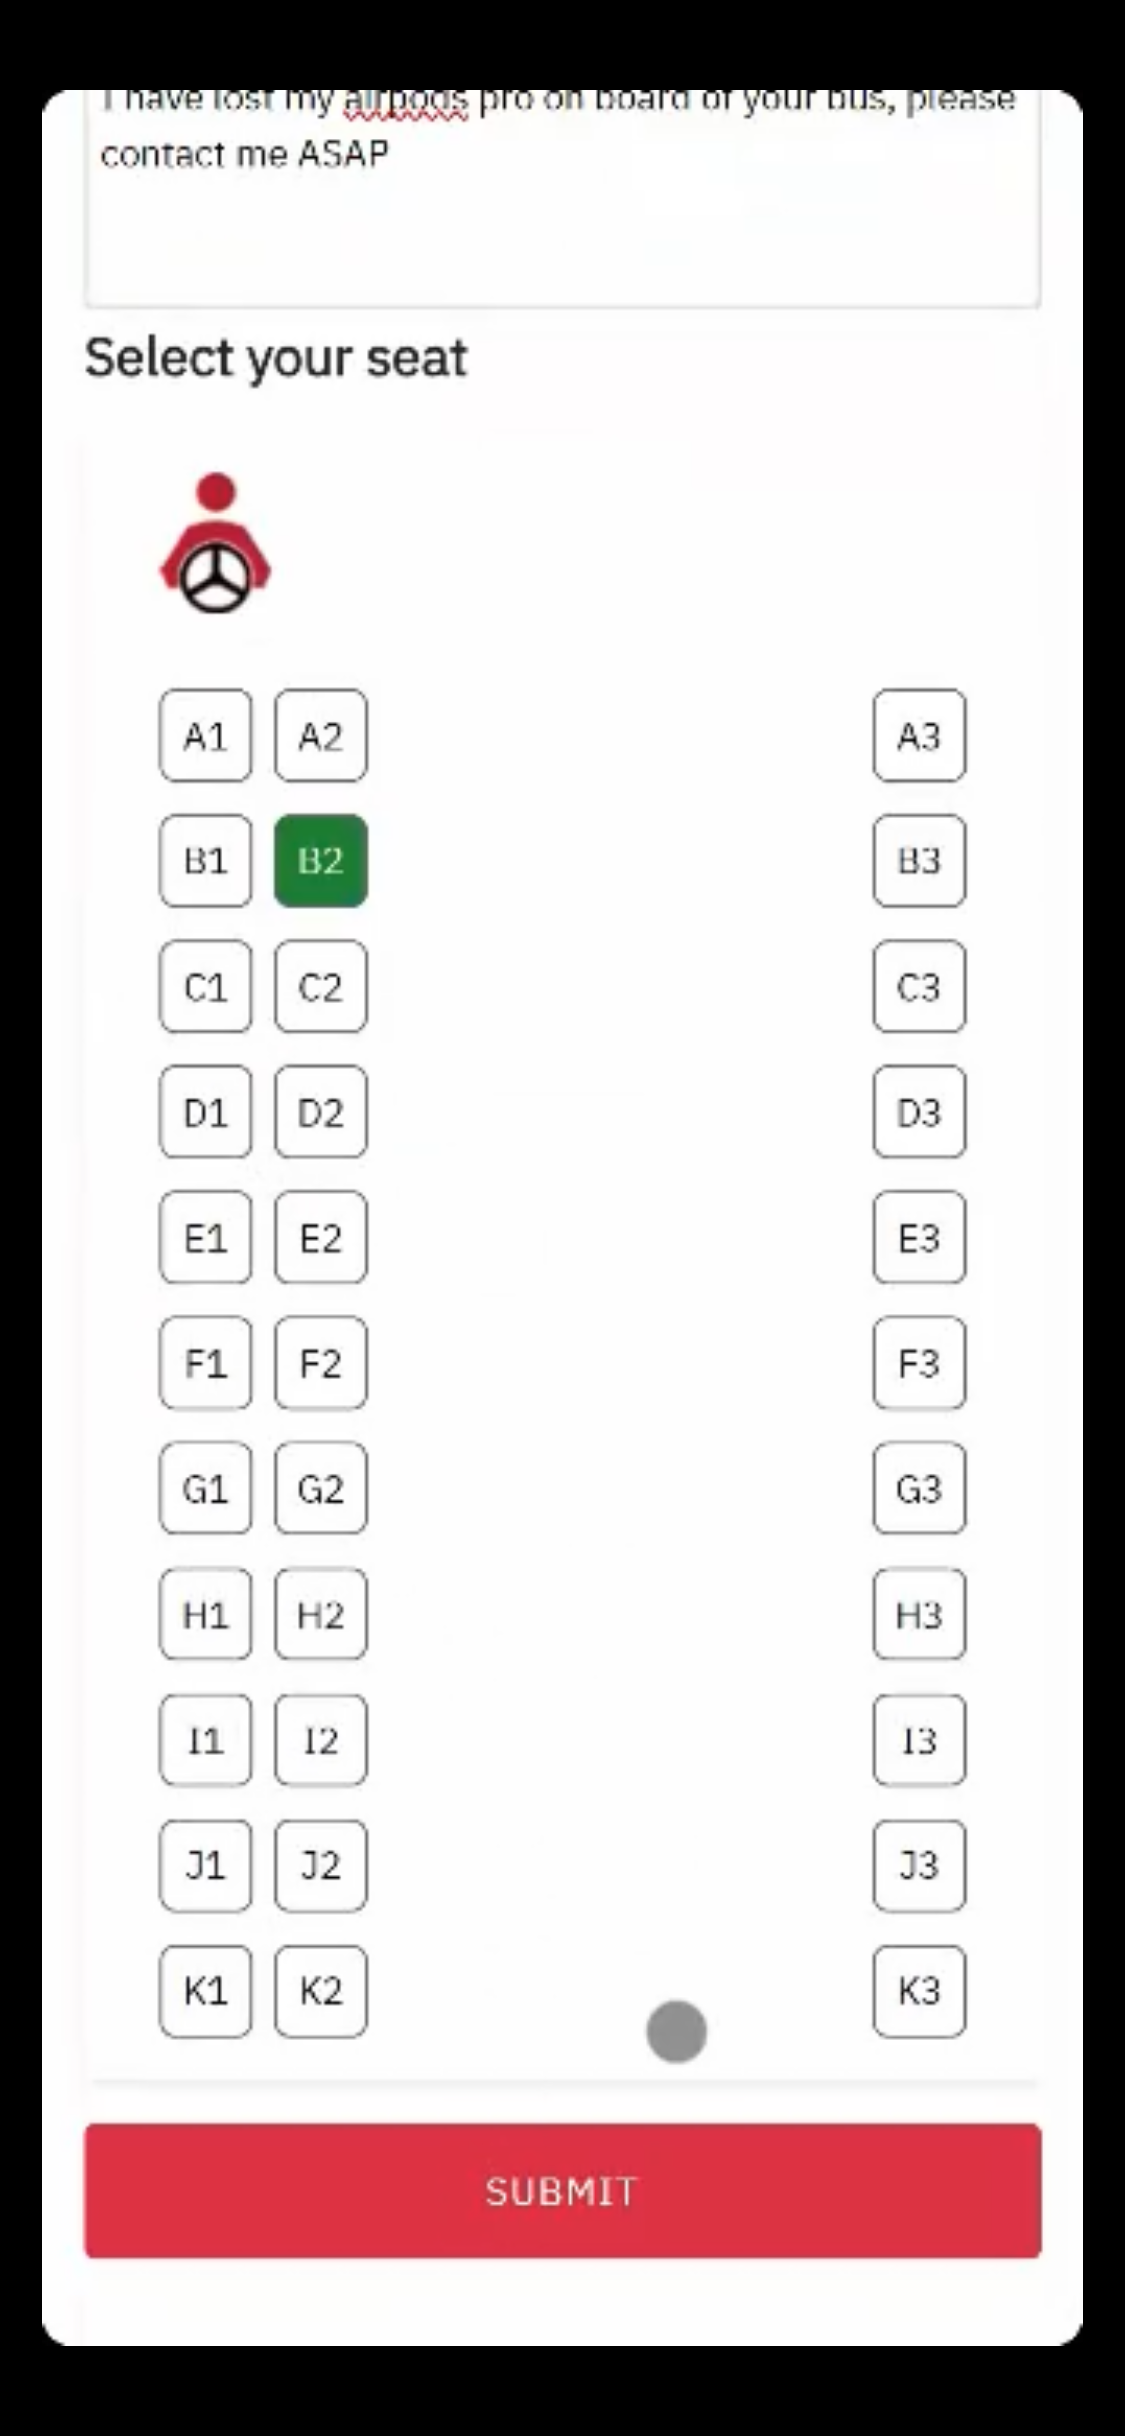 I have lost my airpods pro on board of your bus, please
contact me ASAP
Select your seat
A1 A2 A3
B1 B2 B3
C1 C2 C3
D1 D2 D3
E1 E2 E3
F1 F2 F3
G1 G2 G3
H1 H2 H3
I1 I2 I3
J1 J2 J3
K1 K2 K3
SUBMIT